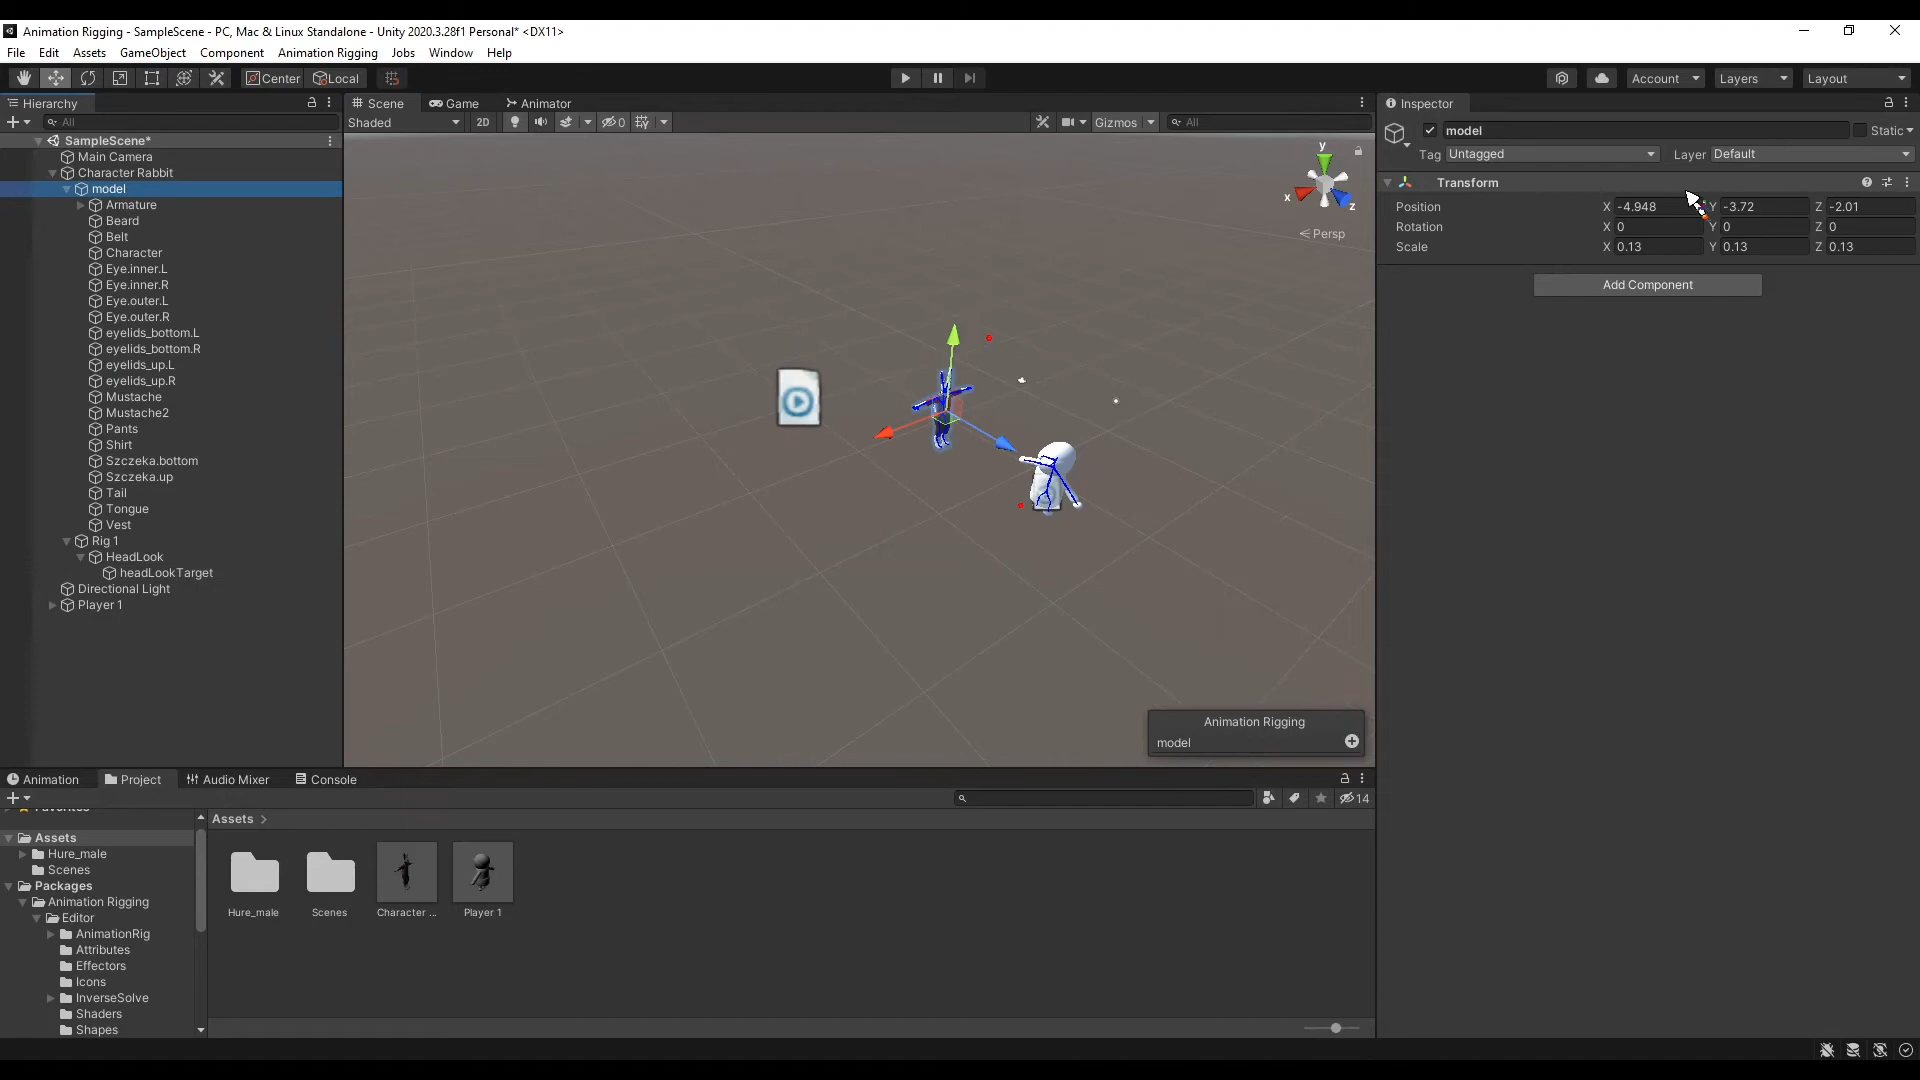 Animation Rigging - SampleScene - PC, Mac & Linux Standalone - Unity 2020.3.28f1 Personal* <DX11>
File Edit Assets GameObject Component Animation Rigging Jobs Window Help
Center Local Account Layers Layout
Hierarchy
All
SampleScene*
Main Camera
Character Rabbit
model
Armature
Beard
Belt
Character
Eye.inner.L
Eye.inner.R
Eye.outer.L
Eye.outer.R
eyelids_bottom.L
eyelids_bottom.R
eyelids_up.L
eyelids_up.R
Mustache
Mustache2
Pants
Shirt
Szczeka.bottom
Szczeka.up
Tail
Tongue
Vest
Rig 1
HeadLook
headLookTarget
Directional Light
Player 1
Scene Game Animator
Shaded 2D 0 Gizmos All
y
x
z
< Persp
Animation Rigging
model
Inspector
model Static
Tag Untagged Layer Default
Transform
Position X -4.948 Y -3.72 Z -2.01
Rotation X 0 Y 0 Z 0
Scale X 0.13 Y 0.13 Z 0.13
Add Component
Animation Project Audio Mixer Console
14
Favorites
Assets
Hure_male
Scenes
Packages
Animation Rigging
Editor
AnimationRig
Attributes
Effectors
Icons
InverseSolve
Shaders
Shapes
Assets >
Hure_male Scenes Character ... Player 1